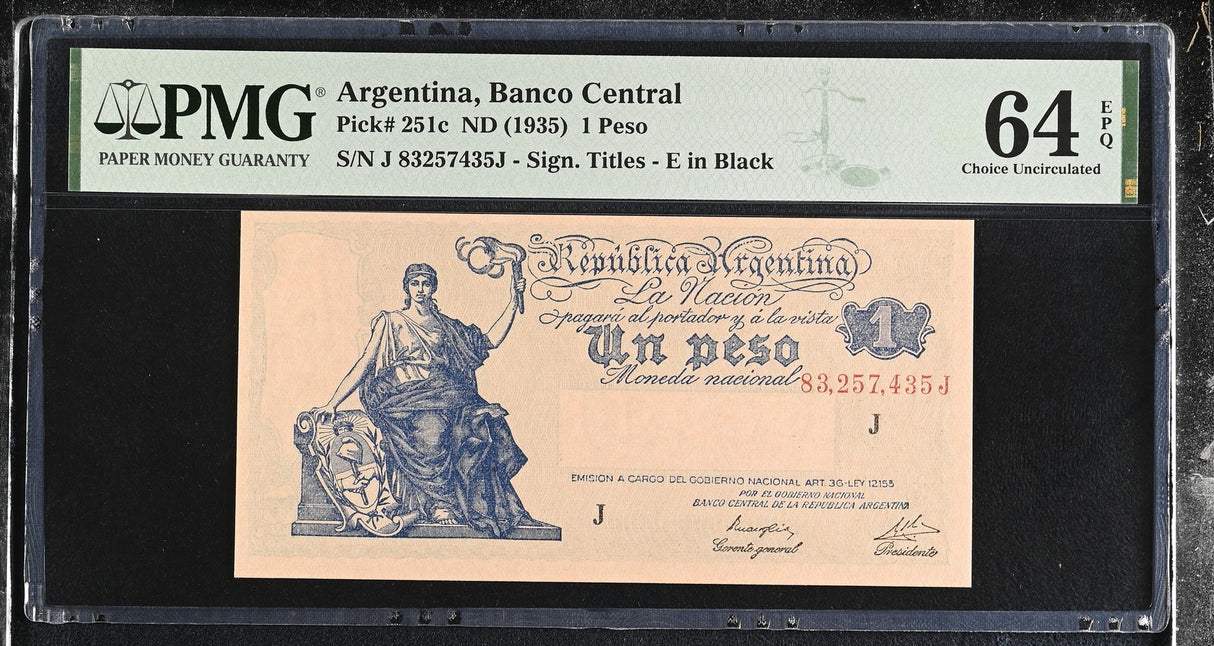 PMG®
PAPER MONEY GUARANTY
Argentina, Banco Central
Pick# 251c ND (1935) 1 Peso
S/N J 83257435J - Sign. Titles - E in Black
64 EPQ
Choice Uncirculated
República Argentina
La Nación
pagará al portador y á la vista
Un peso
1
Moneda nacional
83,257,435J
J
EMISION A CARGO DEL GOBIERNO NACIONAL ART. 36-LEY 12155
POR EL GOBIERNO NACIONAL
BANCO CENTRAL DE LA REPUBLICA ARGENTINA
J
Gerente general
Presidente